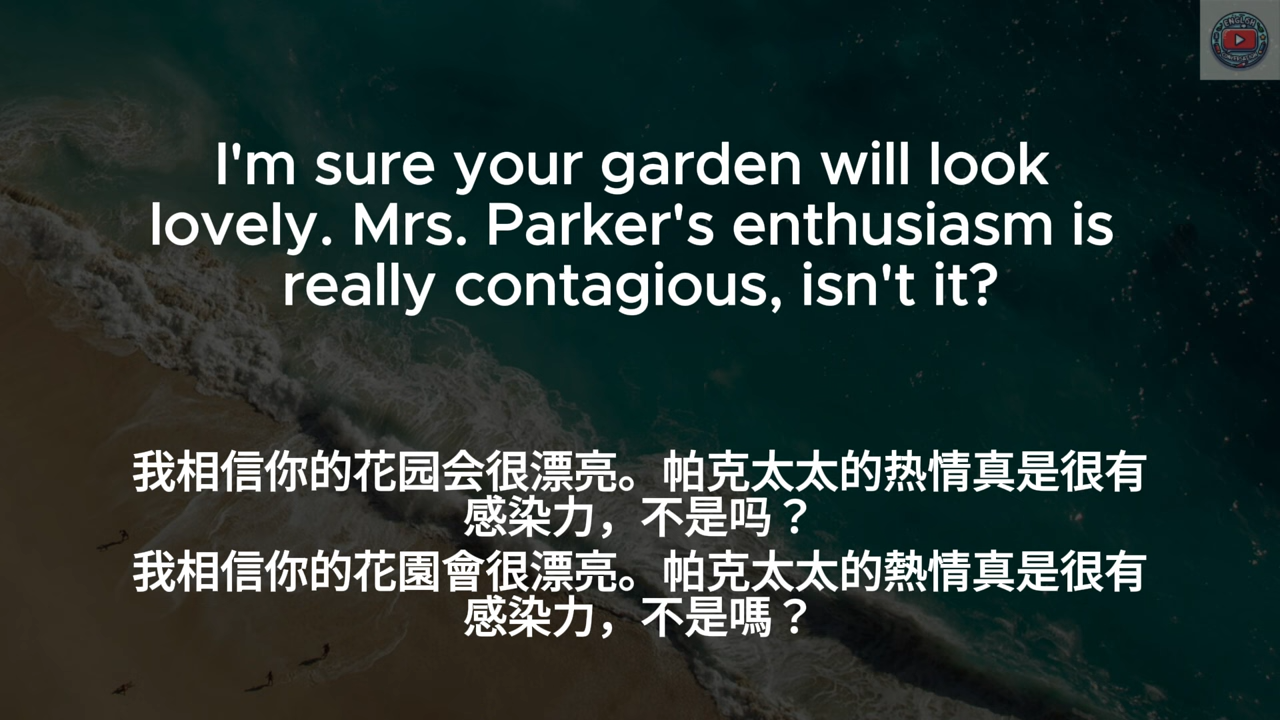 I'm sure your garden will look
lovely. Mrs. Parker's enthusiasm is
really contagious, isn't it?
我相信你的花园会很漂亮。帕克太太的热情真是很有
感染力，不是吗？
我相信你的花園會很漂亮。帕克太太的熱情真是很有
感染力，不是嗎？